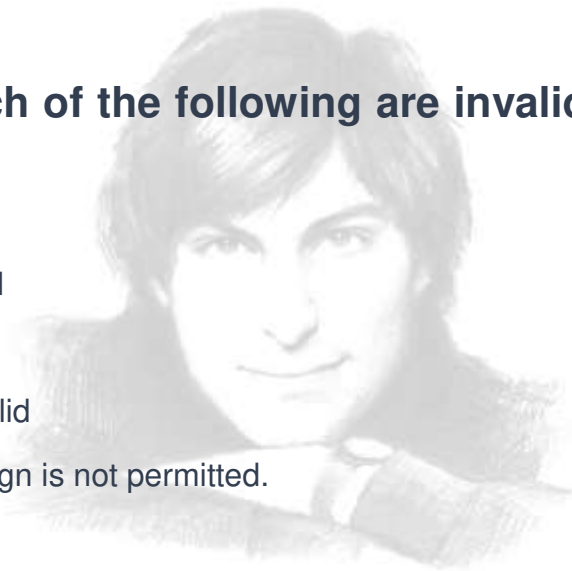 ch of the following are invalid
lid
gn is not permitted.